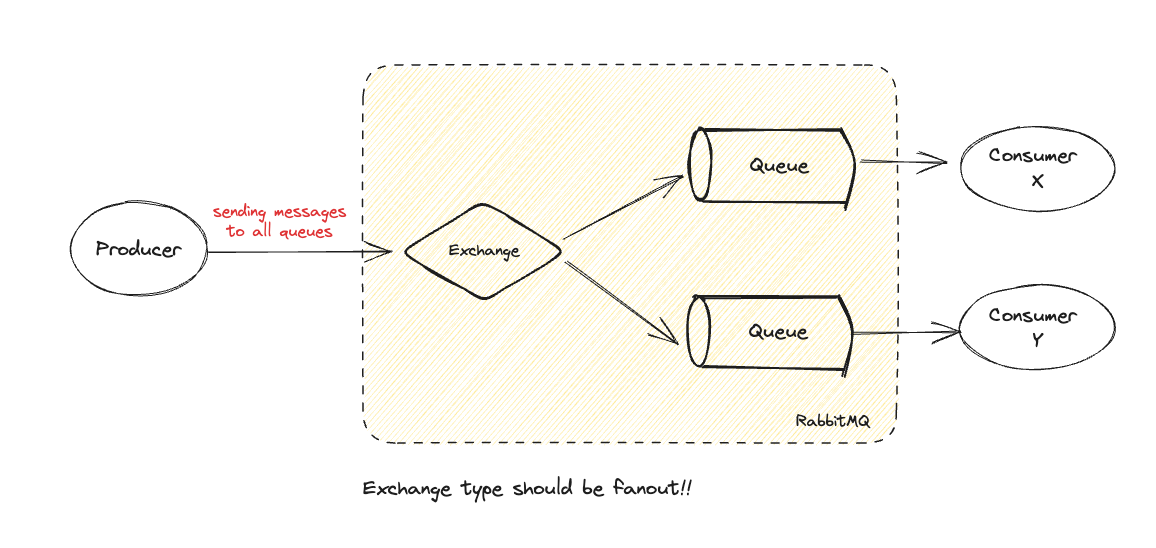 sending messages
to all queues
Producer
Exchange
Queue
Consumer
X
Queue
Consumer
Y
RabbitMQ
Exchange type should be fanout!!